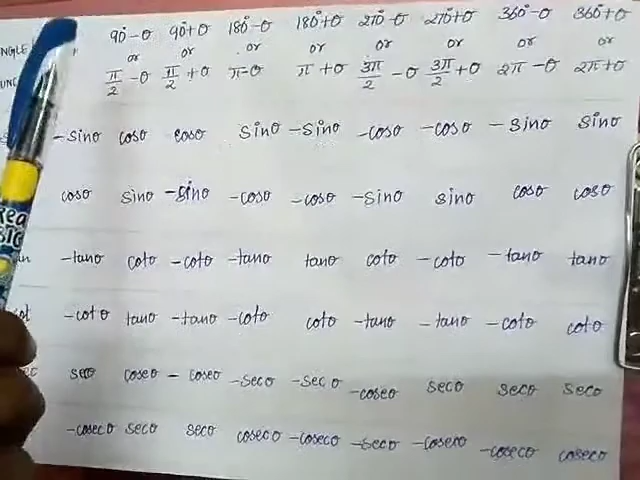 NGLE 90°-θ 90°+θ 180°-θ 180°+θ 270°-θ 270°+θ 360°-θ 360°+θ
or or or or or or or or
π/2 -θ π/2 +θ π-θ π+θ 3π/2 -θ 3π/2 +θ 2π-θ 2π+θ
-sinθ cosθ cosθ sinθ -sinθ -cosθ -cosθ -sinθ sinθ
cosθ sinθ -sinθ -cosθ -cosθ -sinθ sinθ cosθ cosθ
-tanθ cotθ -cotθ -tanθ tanθ cotθ -cotθ -tanθ tanθ
cot -cotθ tanθ -tanθ -cotθ cotθ -tanθ -tanθ -cotθ cotθ
secθ cosecθ -cosecθ -secθ -secθ -cosecθ secθ secθ secθ
-cosecθ secθ secθ cosecθ -cosecθ -secθ -cosecθ -cosecθ cosecθ